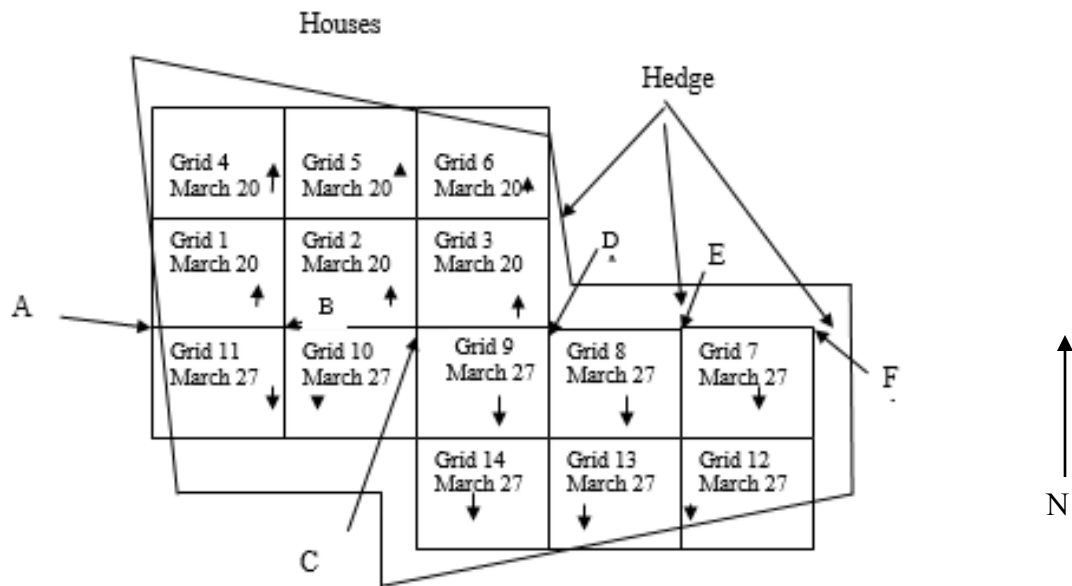 Houses
Hedge
Grid 4
March 20
Grid 5
March 20
Grid 6
March 20
Grid 1
March 20
Grid 2
March 20
Grid 3
March 20
D
E
A
B
Grid 11
March 27
Grid 10
March 27
Grid 9
March 27
Grid 8
March 27
Grid 7
March 27
F
Grid 14
March 27
Grid 13
March 27
Grid 12
March 27
N
C